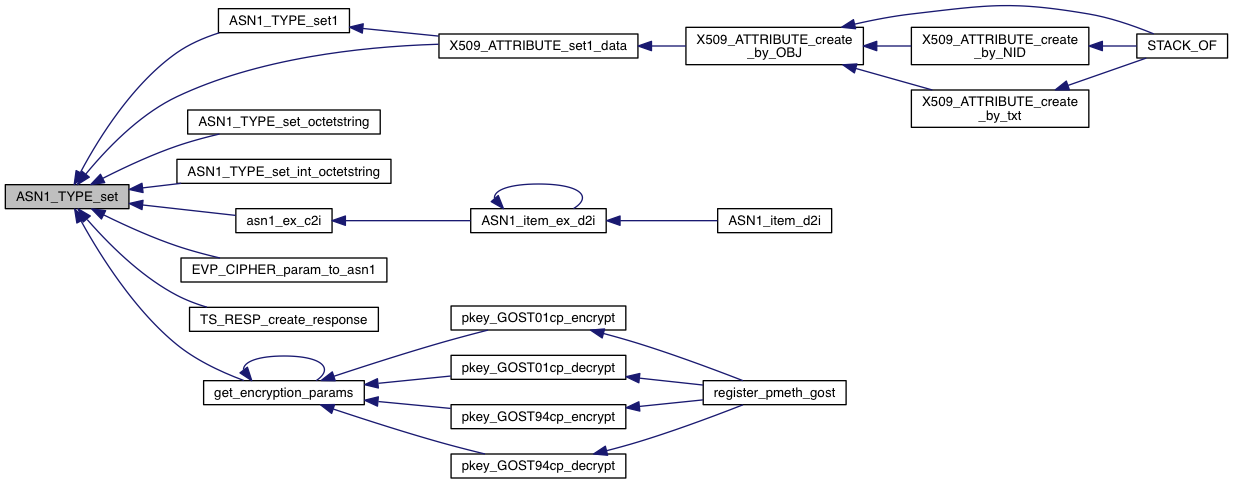 ASN1_TYPE_set
ASN1_TYPE_set1
X509_ATTRIBUTE_set1_data
X509_ATTRIBUTE_create
_by_OBJ
X509_ATTRIBUTE_create
_by_NID
STACK_OF
X509_ATTRIBUTE_create
_by_txt
ASN1_TYPE_set_octetstring
ASN1_TYPE_set_int_octetstring
asn1_ex_c2i
ASN1_item_ex_d2i
ASN1_item_d2i
EVP_CIPHER_param_to_asn1
TS_RESP_create_response
get_encryption_params
pkey_GOST01cp_encrypt
pkey_GOST01cp_decrypt
pkey_GOST94cp_encrypt
pkey_GOST94cp_decrypt
register_pmeth_gost